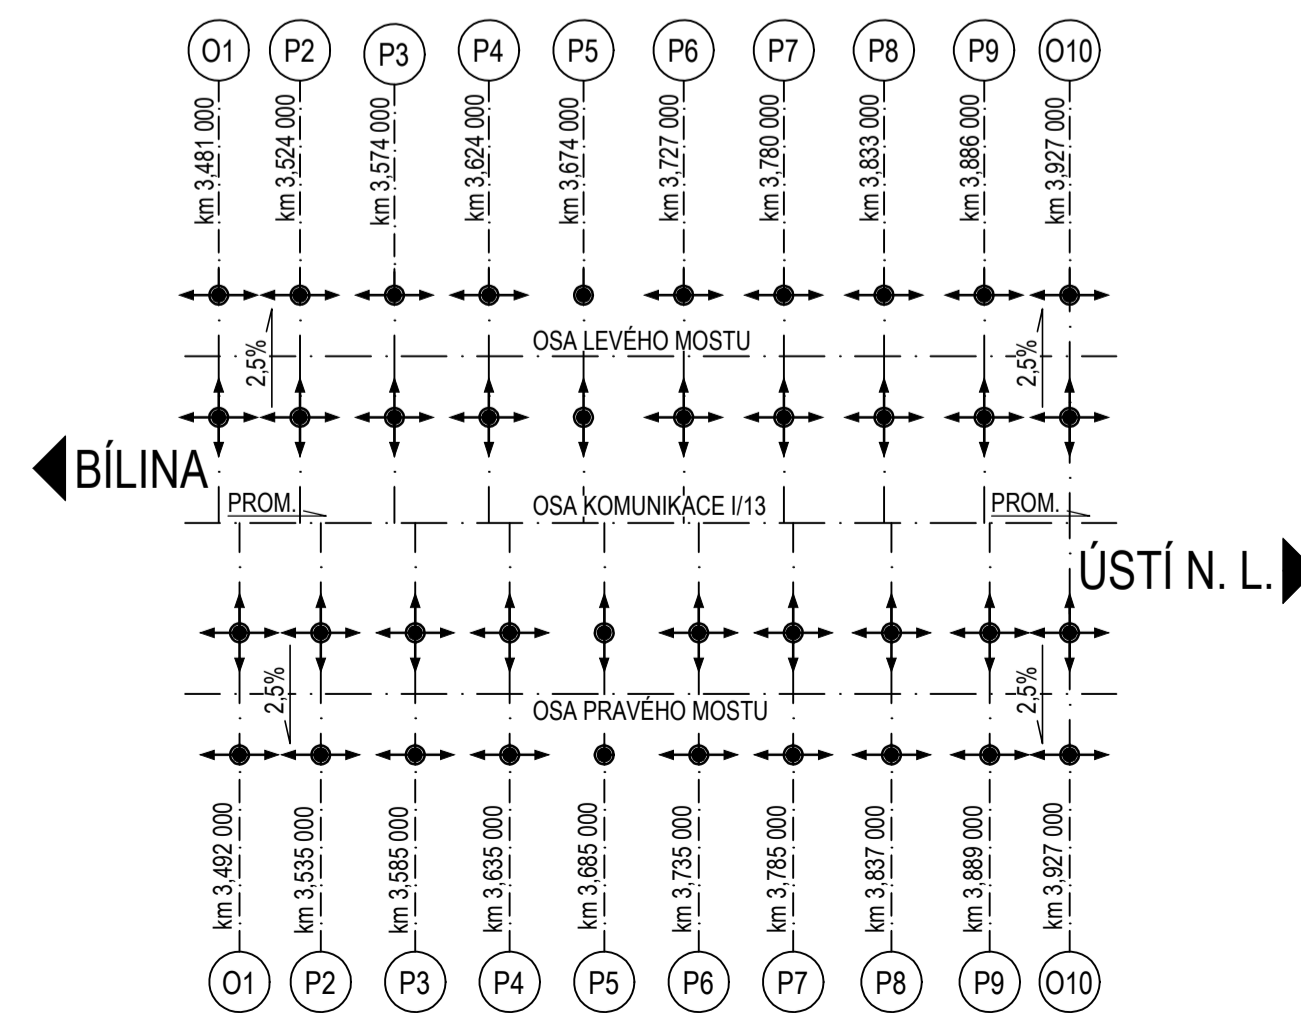 O1 P2 P3 P4 P5 P6 P7 P8 P9 O10
km 3,481 000
km 3,524 000
km 3,574 000
km 3,624 000
km 3,674 000
km 3,727 000
km 3,780 000
km 3,833 000
km 3,886 000
km 3,927 000
OSA LEVÉHO MOSTU
2,5%
2,5%
BÍLINA
PROM.
OSA KOMUNIKACE I/13
PROM.
ÚSTÍ N. L.
2,5%
2,5%
OSA PRAVÉHO MOSTU
km 3,492 000
km 3,535 000
km 3,585 000
km 3,635 000
km 3,685 000
km 3,735 000
km 3,785 000
km 3,837 000
km 3,889 000
km 3,927 000
O1 P2 P3 P4 P5 P6 P7 P8 P9 O10